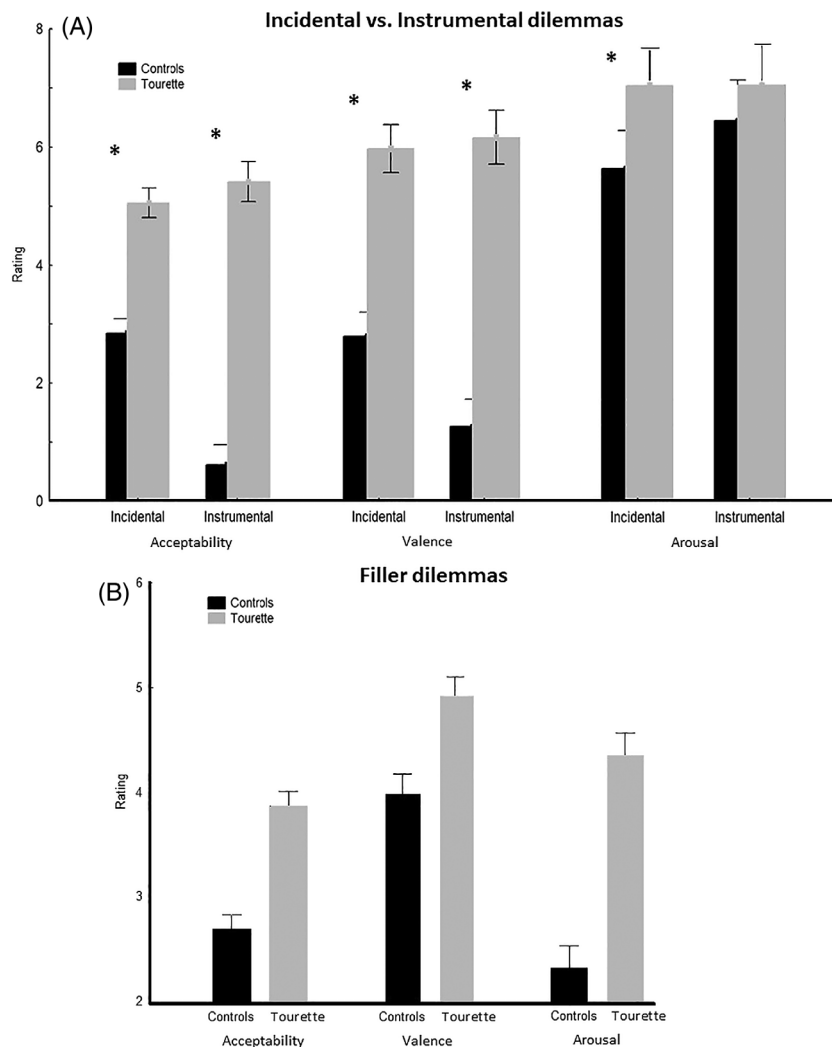 (A)
Incidental vs. Instrumental dilemmas
Controls
Tourette
8
6
4
2
0
Rating
*
*
*
*
*
Incidental Instrumental Incidental Instrumental Incidental Instrumental
Acceptability Valence Arousal
(B)
Filler dilemmas
Controls
Tourette
6
5
4
3
2
Rating
Controls Tourette Controls Tourette Controls Tourette
Acceptability Valence Arousal